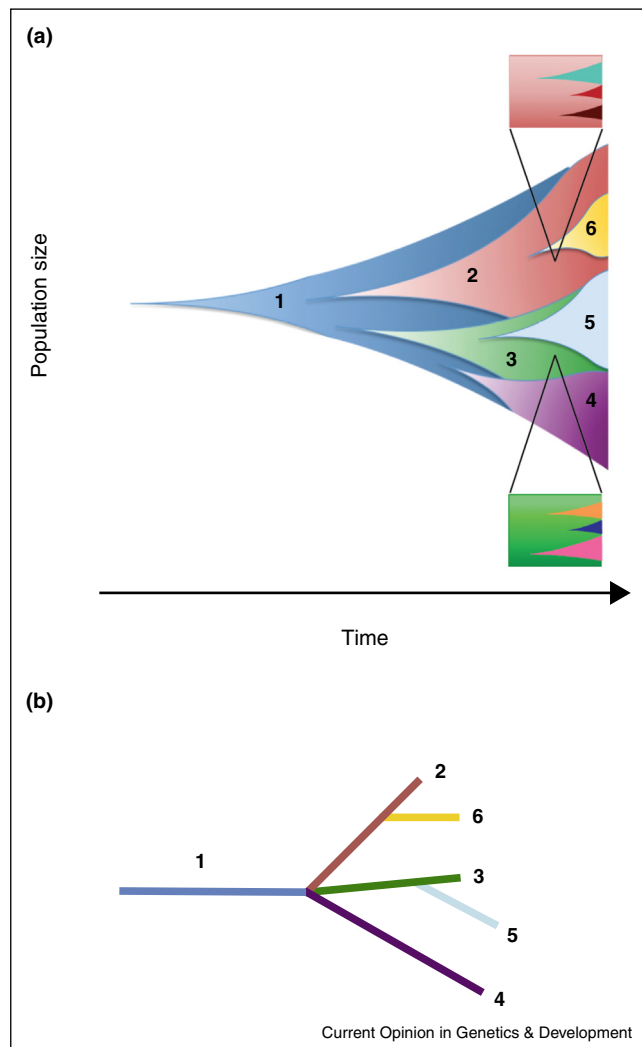 (a)
Population size
1
2
3
4
5
6
Time
(b)
1
2
6
3
5
4
Current Opinion in Genetics & Development